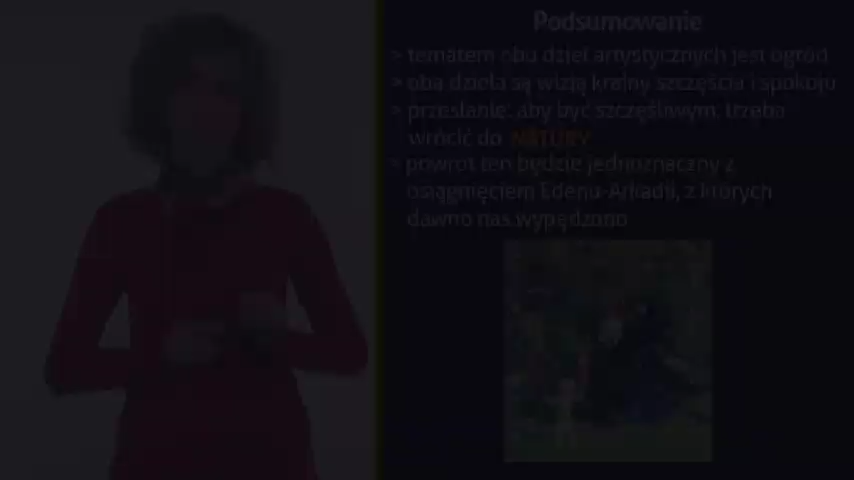 Podsumowanie
> tematem obu dzieł artystycznych jest ogród
> oba dzieła są wizją krainy szczęścia i spokoju
> przesłanie: aby być szczęśliwym, trzeba
wrócić do NATURY
> powrót ten będzie jednoznaczny z
osiągnięciem Edenu-Arkadii, z których
dawno nas wypędzono